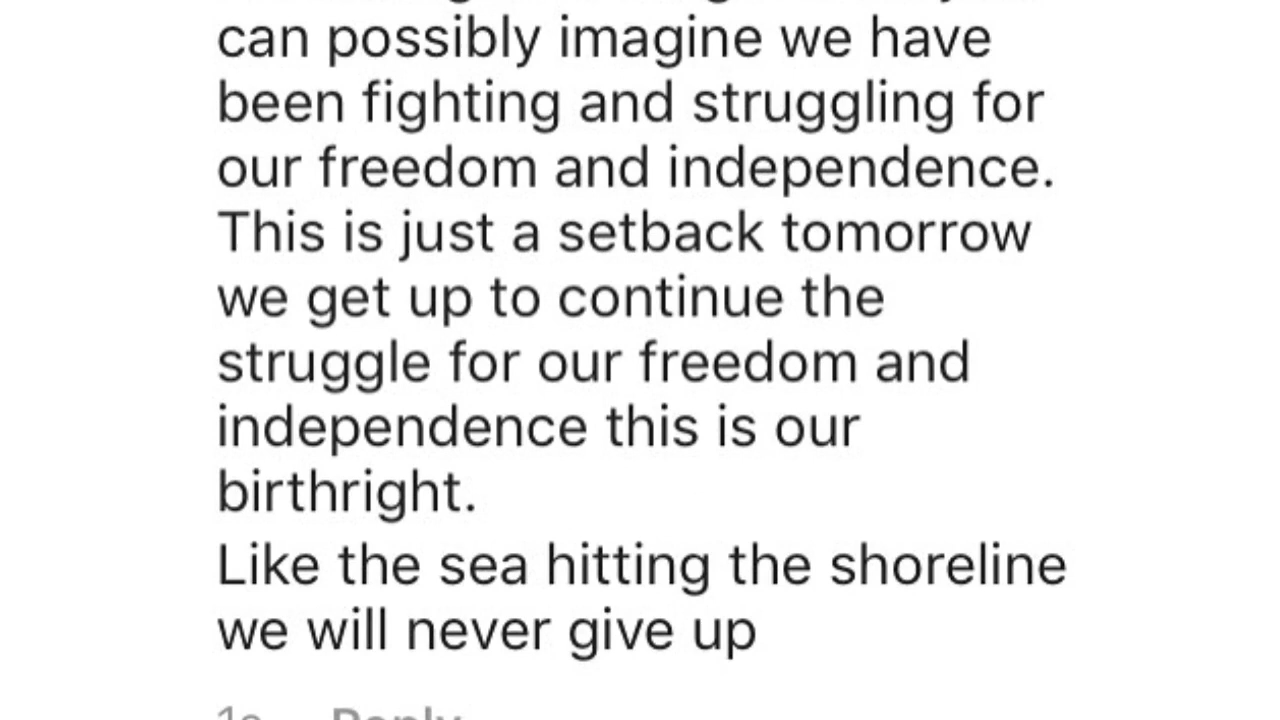 can possibly imagine we have
been fighting and struggling for
our freedom and independence.
This is just a setback tomorrow
we get up to continue the
struggle for our freedom and
independence this is our
birthright.
Like the sea hitting the shoreline
we will never give up
Reply